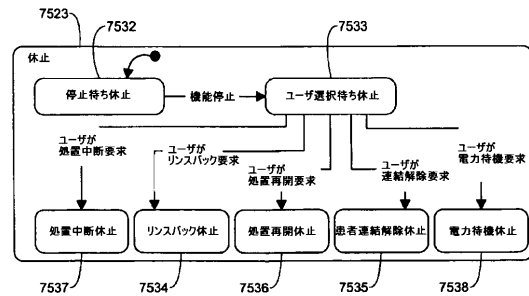 7523
7532
7533
休止
停止待ち休止
機能停止
ユーザ選択待ち休止
ユーザが
処置中断要求
ユーザが
リンスバック要求
ユーザが
処置再開要求
ユーザが
連結解除要求
ユーザが
電力待機要求
処置中断休止
リンスバック休止
処置再開休止
患者連結解除休止
電力待機休止
7537
7534
7536
7535
7538